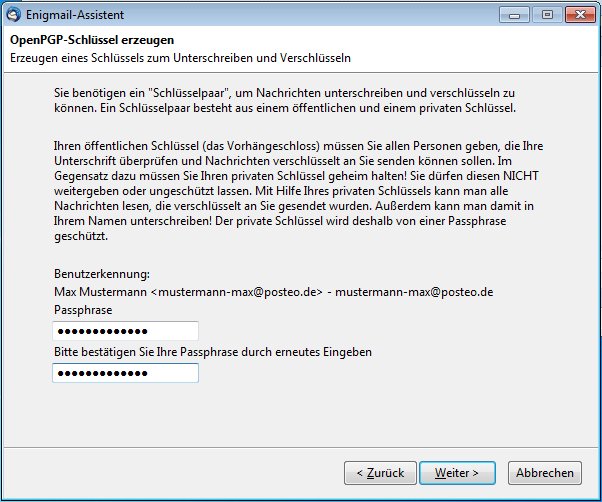 Enigmail-Assistent
OpenPGP-Schlüssel erzeugen
Erzeugen eines Schlüssels zum Unterschreiben und Verschlüsseln
Sie benötigen ein "Schlüsselpaar", um Nachrichten unterschreiben und verschlüsseln zu
können. Ein Schlüsselpaar besteht aus einem öffentlichen und einem privaten Schlüssel.
Ihren öffentlichen Schlüssel (das Vorhängeschloss) müssen Sie allen Personen geben, die Ihre
Unterschrift überprüfen und Nachrichten verschlüsselt an Sie senden können sollen. Im
Gegensatz dazu müssen Sie Ihren privaten Schlüssel geheim halten! Sie dürfen diesen NICHT
weitergeben oder ungeschützt lassen. Mit Hilfe Ihres privaten Schlüssels kann man alle
Nachrichten lesen, die verschlüsselt an Sie gesendet wurden. Außerdem kann man damit in
Ihrem Namen unterschreiben! Der private Schlüssel wird deshalb von einer Passphrase
geschützt.
Benutzerkennung:
Max Mustermann <mustermann-max@posteo.de> - mustermann-max@posteo.de
Passphrase
●●●●●●●●●●●●●
Bitte bestätigen Sie Ihre Passphrase durch erneutes Eingeben
●●●●●●●●●●●●●
< Zurück Weiter > Abbrechen